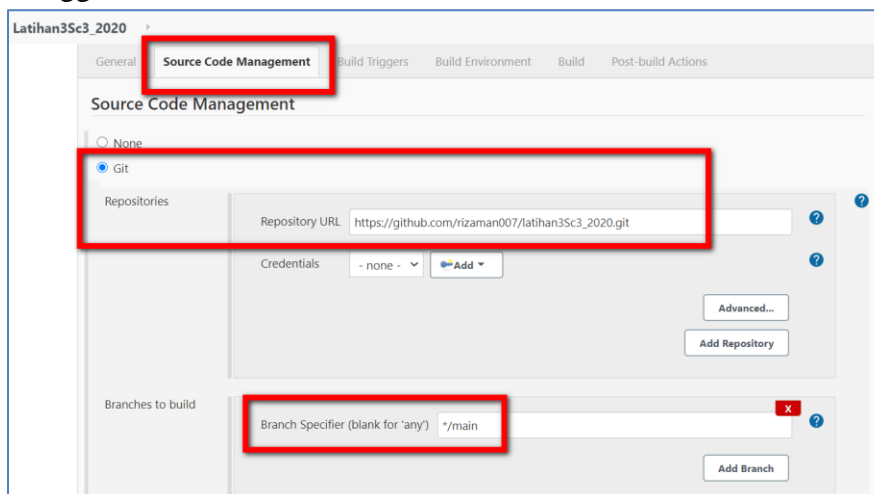 Latihan3Sc3_2020
General Source Code Management Build Triggers Build Environment Build Post-build Actions
Source Code Management
None
Git
Repositories
Repository URL https://github.com/rizaman007/latihan3Sc3_2020.git
Credentials - none - Add
Advanced...
Add Repository
Branches to build
Branch Specifier (blank for 'any') */main
X
Add Branch